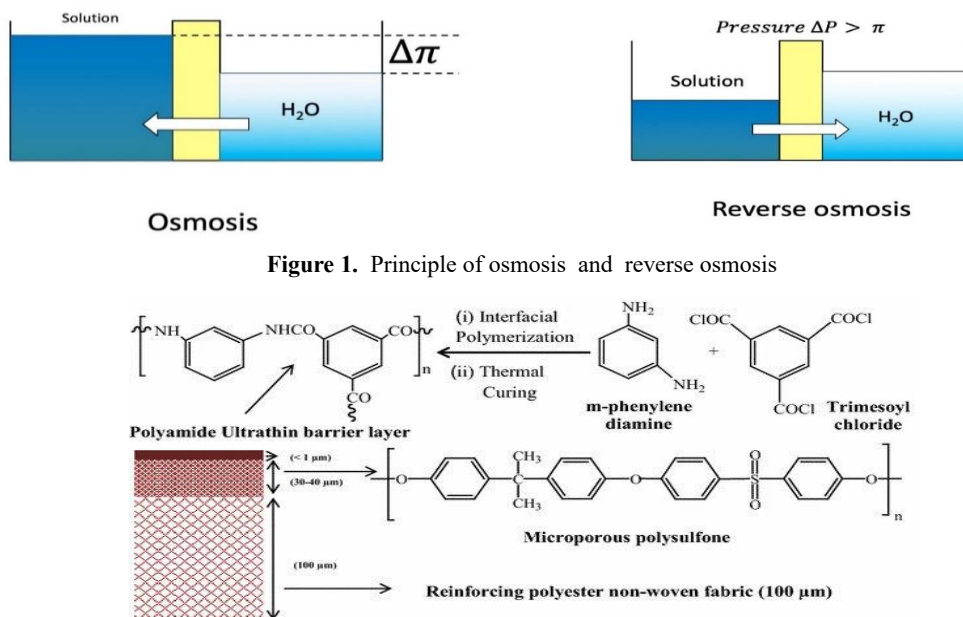 Solution
Δπ
H₂O
Osmosis
Pressure ΔP > π
Solution
H₂O
Reverse osmosis
Figure 1. Principle of osmosis and reverse osmosis
NH
NHCO
CO
n
CO
(i) Interfacial
Polymerization
(ii) Thermal
Curing
NH₂
NH₂
m-phenylene
diamine
+
ClOC
COCl
COCl
Trimesoyl
chloride
Polyamide Ultrathin barrier layer
(< 1 μm)
(30-40 μm)
(100 μm)
O
CH₃
C
CH₃
O
O
S
O
O
n
Microporous polysulfone
Reinforcing polyester non-woven fabric (100 μm)